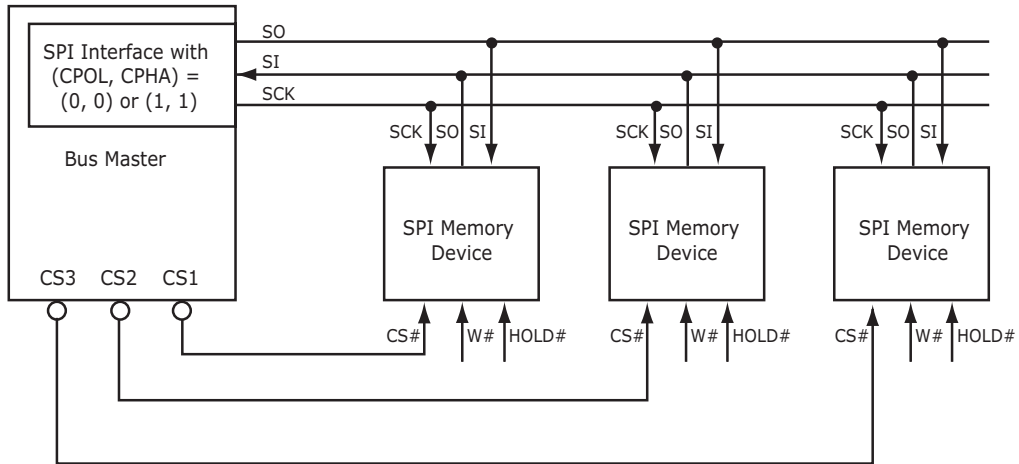 SO
SPI Interface with
(CPOL, CPHA) =
(0, 0) or (1, 1)
SI
SCK
Bus Master
SCK SO SI
SCK SO SI
SCK SO SI
SPI Memory
Device
SPI Memory
Device
SPI Memory
Device
CS3 CS2 CS1
CS# W# HOLD#
CS# W# HOLD#
CS# W# HOLD#